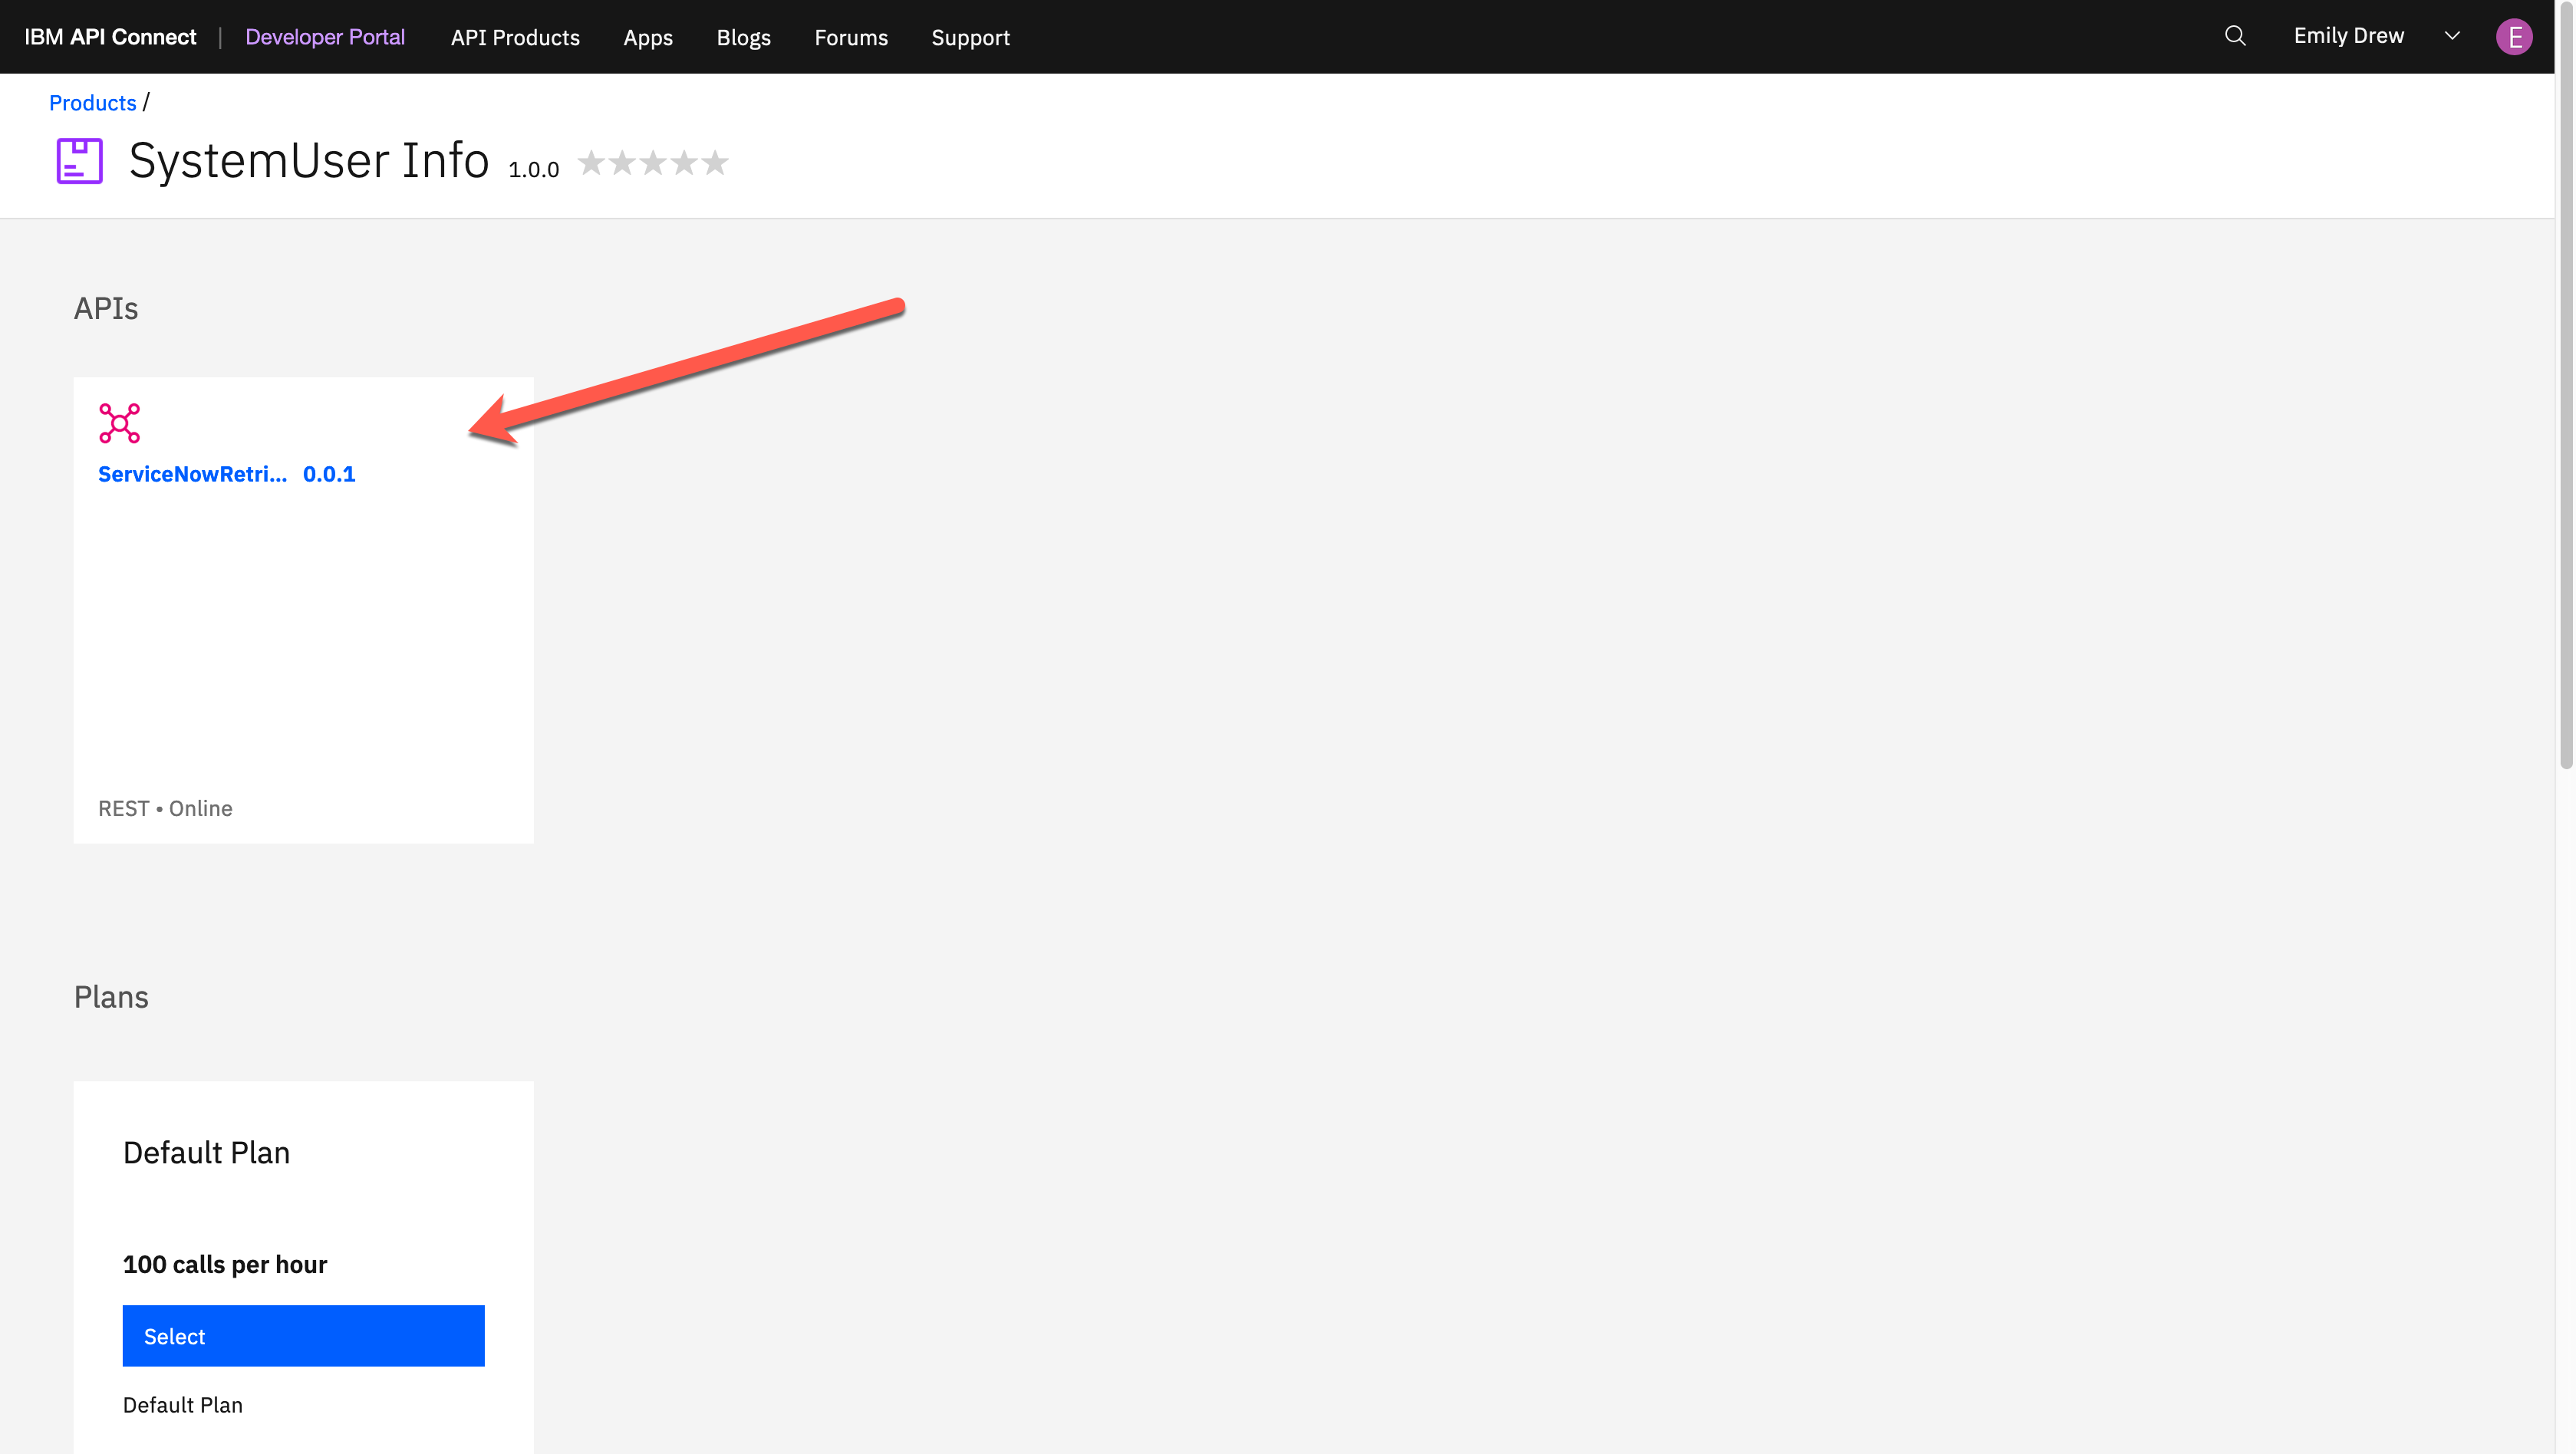 IBM API Connect | Developer Portal API Products Apps Blogs Forums Support Emily Drew E
Products /
SystemUser Info 1.0.0
APIs
ServiceNowRetri... 0.0.1
REST • Online
Plans
Default Plan
100 calls per hour
Select
Default Plan